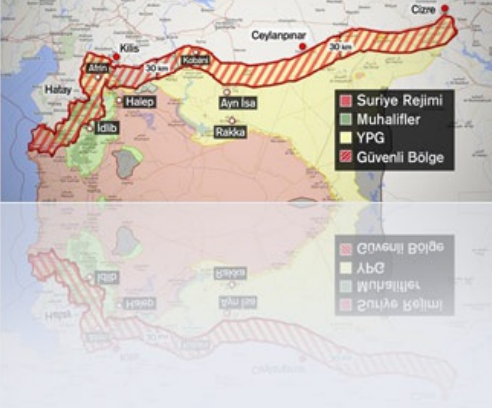 Cizre
Kilis
Ceylanpınar
Afrin
30 km
Kobani
30 km
Hatay
Halep
Ayn İsa
İdlib
Rakka
Suriye Rejimi
Muhalifler
YPG
Güvenli Bölge